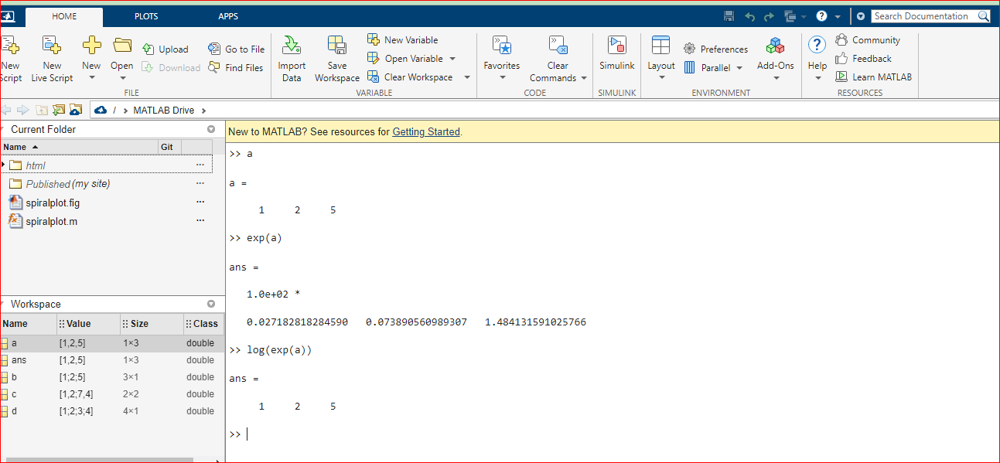 HOME PLOTS APPS
Search Documentation
New Script
New Live Script
New
Open
Upload
Download
Go to File
Find Files
FILE
Import Data
Save Workspace
New Variable
Open Variable
Clear Workspace
VARIABLE
Favorites
Clear Commands
CODE
Simulink
SIMULINK
Layout
Preferences
Parallel
Add-Ons
ENVIRONMENT
Help
Community
Feedback
Learn MATLAB
RESOURCES
/ > MATLAB Drive >
Current Folder
Name Git
html ...
Published (my site) ...
spiralplot.fig ...
spiralplot.m ...
Workspace
Name Value Size Class
a [1,2,5] 1×3 double
ans [1,2,5] 1×3 double
b [1;2;5] 3×1 double
c [1,2;7,4] 2×2 double
d [1;2;3;4] 4×1 double
New to MATLAB? See resources for Getting Started.
>> a
a =
1 2 5
>> exp(a)
ans =
1.0e+02 *
0.027182818284590 0.073890560989307 1.484131591025766
>> log(exp(a))
ans =
1 2 5
>>